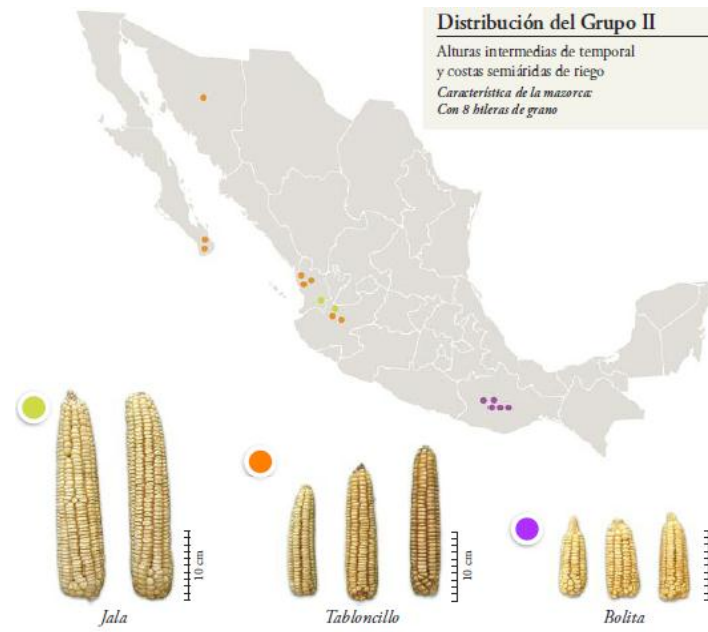 Distribución del Grupo II
Alturas intermedias de temporal
y costas semiáridas de riego
Característica de la mazorca:
Con 8 hileras de grano
10 cm
Jala
10 cm
Tabloncillo
Bolita